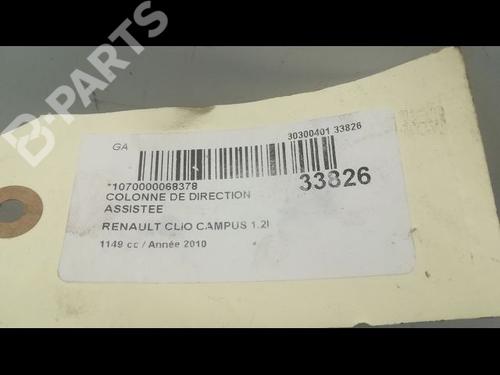 B-PARTS
GA
30300401 33826
*1070000068378
33826
COLONNE DE DIRECTION
ASSISTEE
RENAULT CLIO CAMPUS 1.2I
1149 cc / Année 2010